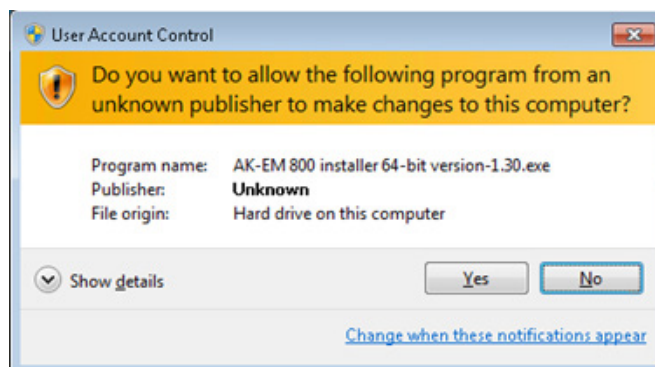 User Account Control
Do you want to allow the following program from an
unknown publisher to make changes to this computer?
Program name: AK-EM 800 installer 64-bit version-1.30.exe
Publisher: Unknown
File origin: Hard drive on this computer
Show details
Yes
No
Change when these notifications appear